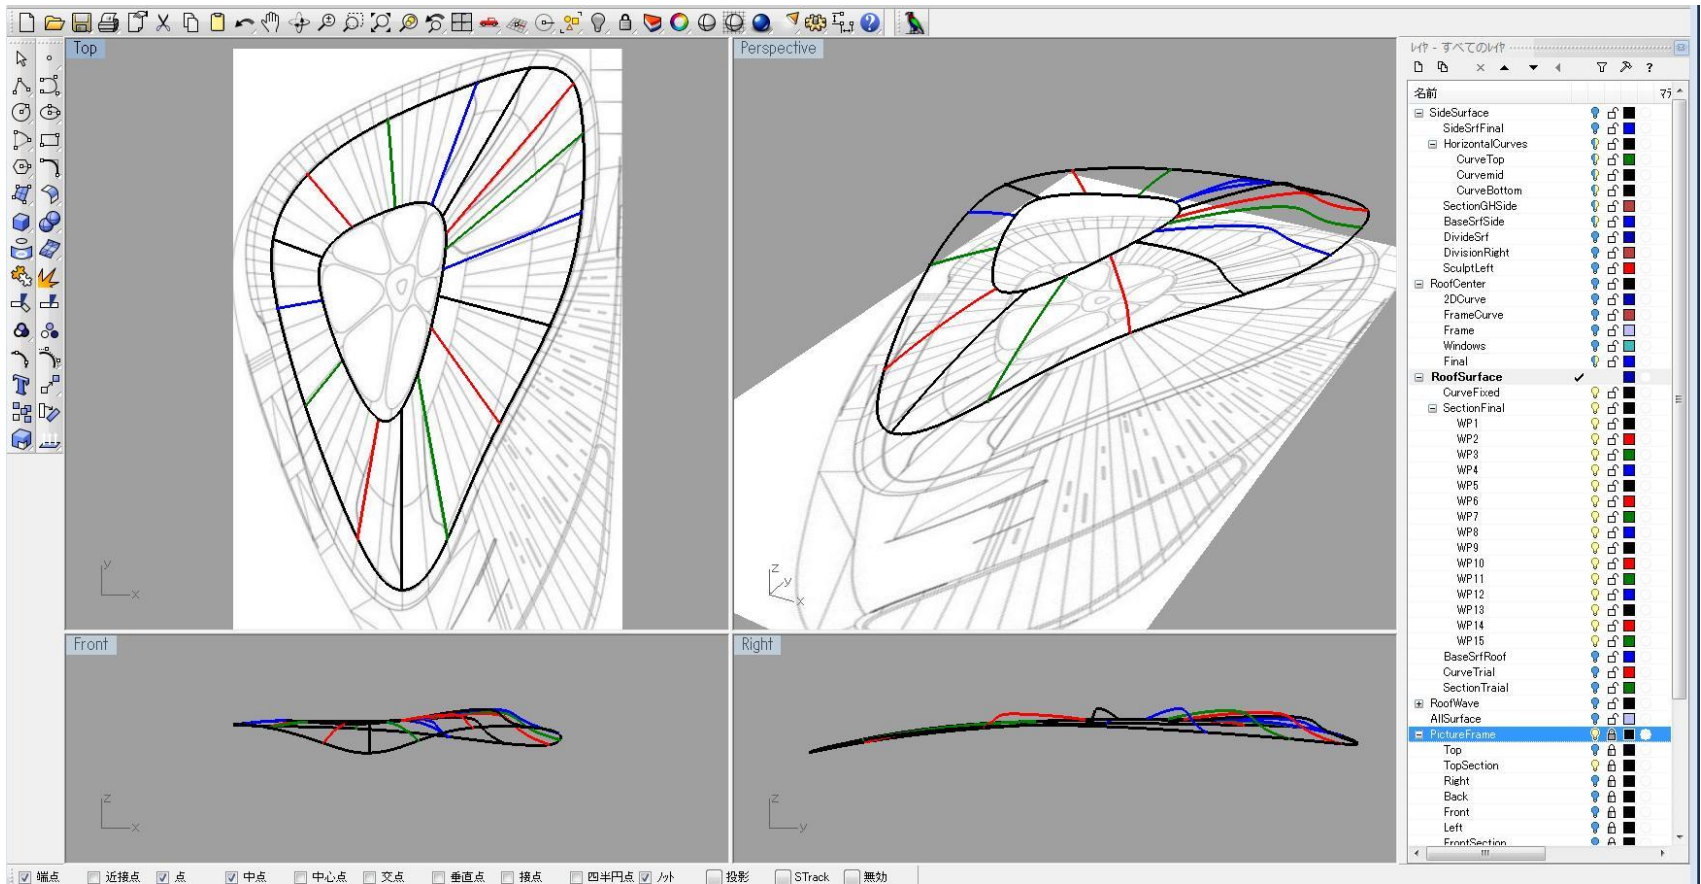 Top
Perspective
レイヤ - すべてのレイヤ
名前
マテ
SideSurface
SideSrfFinal
HorizontalCurves
CurveTop
Curvemid
CurveBottom
SectionGHSide
BaseSrfSide
DivideSrf
DivisionRight
SculptLeft
RoofCenter
2DCurve
FrameCurve
Frame
Windows
Final
RoofSurface
CurveFixed
SectionFinal
WP1
WP2
WP3
WP4
WP5
WP6
WP7
WP8
WP9
WP10
WP11
WP12
WP13
WP14
WP15
BaseSrfRoof
CurveTrial
SectionTraial
RoofWave
AllSurface
PictureFrame
Top
TopSection
Right
Back
Front
Left
FrontSection
y
x
z
y
x
Front
Right
z
x
z
y
端点 近接点 点 中点 中心点 交点 垂直点 接点 四半円点 ノット 投影 STrack 無効